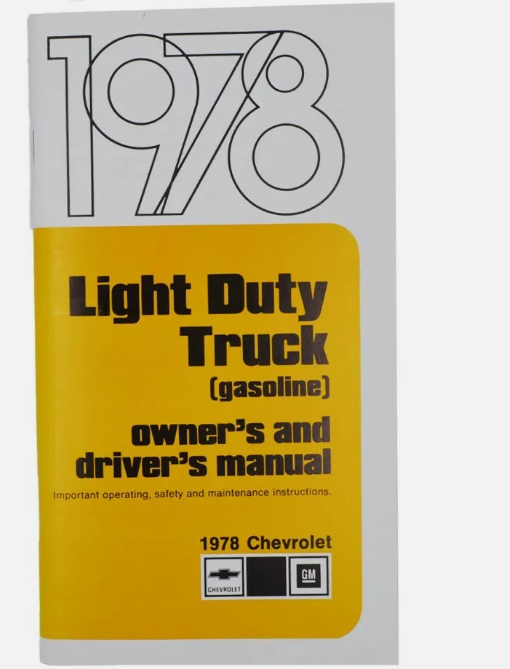 1978
Light Duty
Truck
(gasoline)
owner's and
driver's manual
Important operating, safety and maintenance instructions.
1978 Chevrolet
CHEVROLET
GM